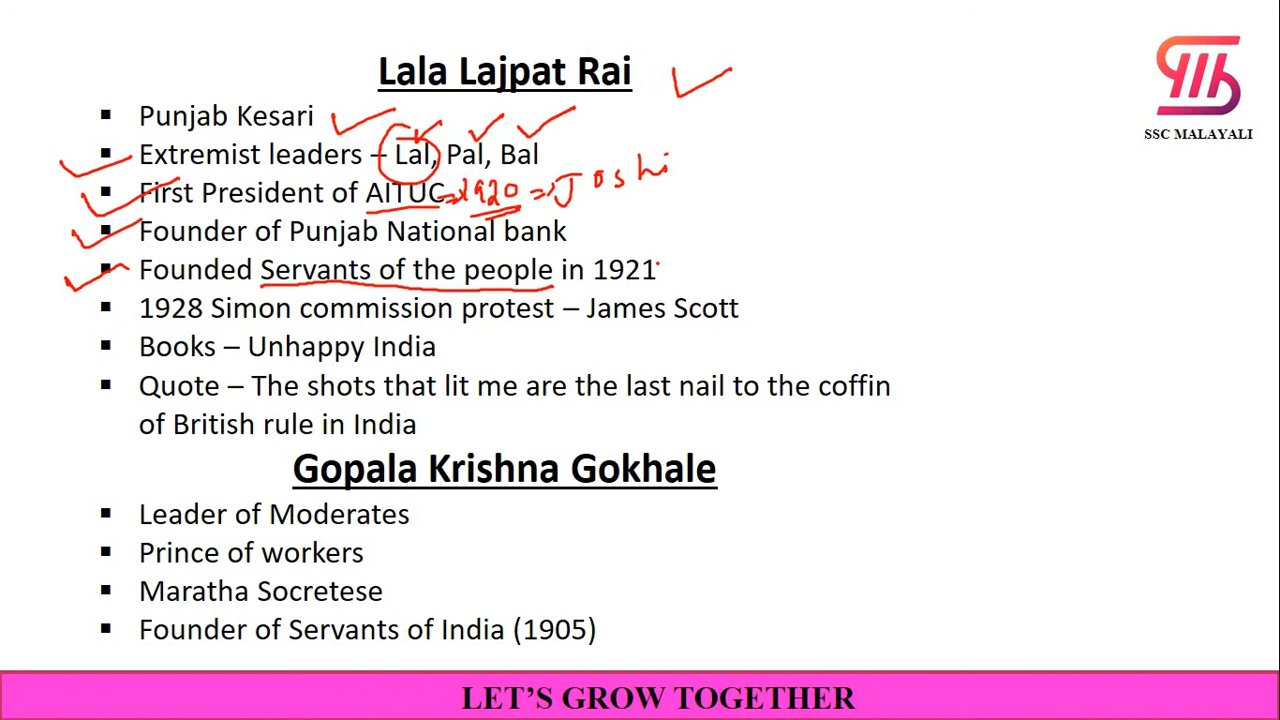 Lala Lajpat Rai
SSC MALAYALI
▪ Punjab Kesari
▪ Extremist leaders – Lal, Pal, Bal
▪ First President of AITUC = 1920 => Joshi
▪ Founder of Punjab National bank
▪ Founded Servants of the people in 1921
▪ 1928 Simon commission protest – James Scott
▪ Books – Unhappy India
▪ Quote – The shots that lit me are the last nail to the coffin
of British rule in India
Gopala Krishna Gokhale
▪ Leader of Moderates
▪ Prince of workers
▪ Maratha Socretese
▪ Founder of Servants of India (1905)
LET'S GROW TOGETHER